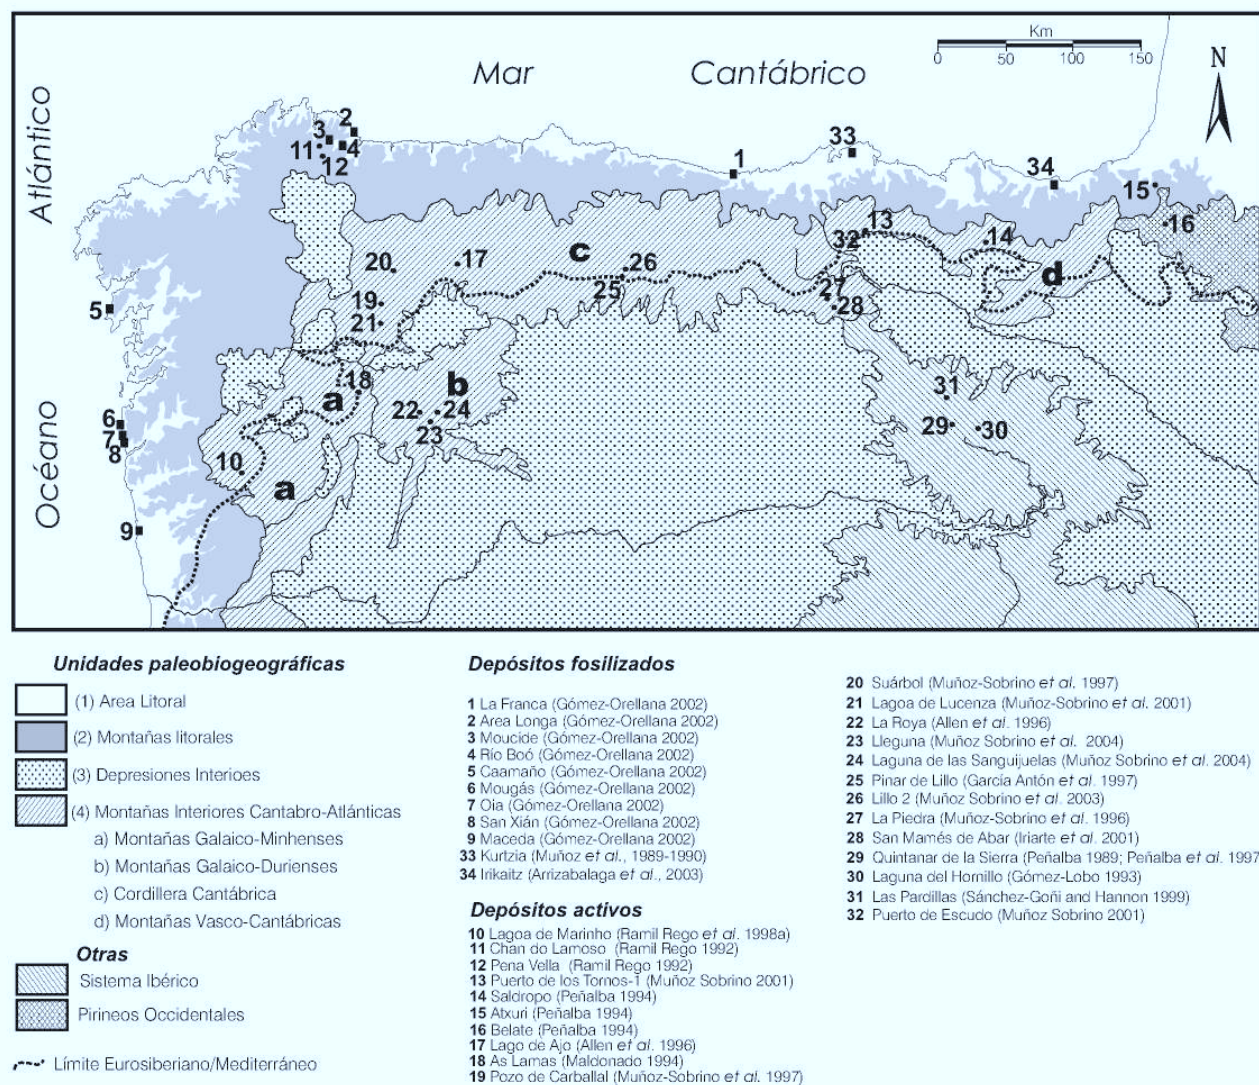 Km
0 50 100 150
N
Mar Cantábrico
Atlántico
Océano
2
3
4
11
12
1
33
34
15
16
13
14
32
c
d
20
17
26
25
19
21
27
28
5
18
a
b
22
24
23
31
29
30
6
7
8
10
a
9
Unidades paleobiogeográficas
(1) Area Litoral
(2) Montañas litorales
(3) Depresiones Interioes
(4) Montañas Interiores Cantabro-Atlánticas
a) Montañas Galaico-Minhenses
b) Montañas Galaico-Durienses
c) Cordillera Cantábrica
d) Montañas Vasco-Cantábricas
Otras
Sistema Ibérico
Pirineos Occidentales
Límite Eurosiberiano/Mediterráneo
Depósitos fosilizados
1 La Franca (Gómez-Orellana 2002)
2 Area Longa (Gómez-Orellana 2002)
3 Moucide (Gómez-Orellana 2002)
4 Río Boó (Gómez-Orellana 2002)
5 Caamaño (Gómez-Orellana 2002)
6 Mougás (Gómez-Orellana 2002)
7 Oia (Gómez-Orellana 2002)
8 San Xián (Gómez-Orellana 2002)
9 Maceda (Gómez-Orellana 2002)
33 Kurtzia (Muñoz et al., 1989-1990)
34 Irikaitz (Arrizabalaga et al., 2003)
Depósitos activos
10 Lagoa de Marinho (Ramil Rego et al. 1998a)
11 Chan do Lamoso (Ramil Rego 1992)
12 Pena Vella (Ramil Rego 1992)
13 Puerto de los Tornos-1 (Muñoz Sobrino 2001)
14 Saldropo (Peñalba 1994)
15 Atxuri (Peñalba 1994)
16 Belate (Peñalba 1994)
17 Lago de Ajo (Allen et al. 1996)
18 As Lamas (Maldonado 1994)
19 Pozo de Carballal (Muñoz-Sobrino et al. 1997)
20 Suárbol (Muñoz-Sobrino et al. 1997)
21 Lagoa de Lucenza (Muñoz-Sobrino et al. 2001)
22 La Roya (Allen et al. 1996)
23 Lleguna (Muñoz Sobrino et al. 2004)
24 Laguna de las Sanguijuelas (Muñoz Sobrino et al. 2004)
25 Pinar de Lillo (García Antón et al. 1997)
26 Lillo 2 (Muñoz Sobrino et al. 2003)
27 La Piedra (Muñoz-Sobrino et al. 1996)
28 San Mamés de Abar (Iriarte et al. 2001)
29 Quintanar de la Sierra (Peñalba 1989; Peñalba et al. 1997
30 Laguna del Hornillo (Gómez-Lobo 1993)
31 Las Pardillas (Sánchez-Goñi and Hannon 1999)
32 Puerto de Escudo (Muñoz Sobrino 2001)